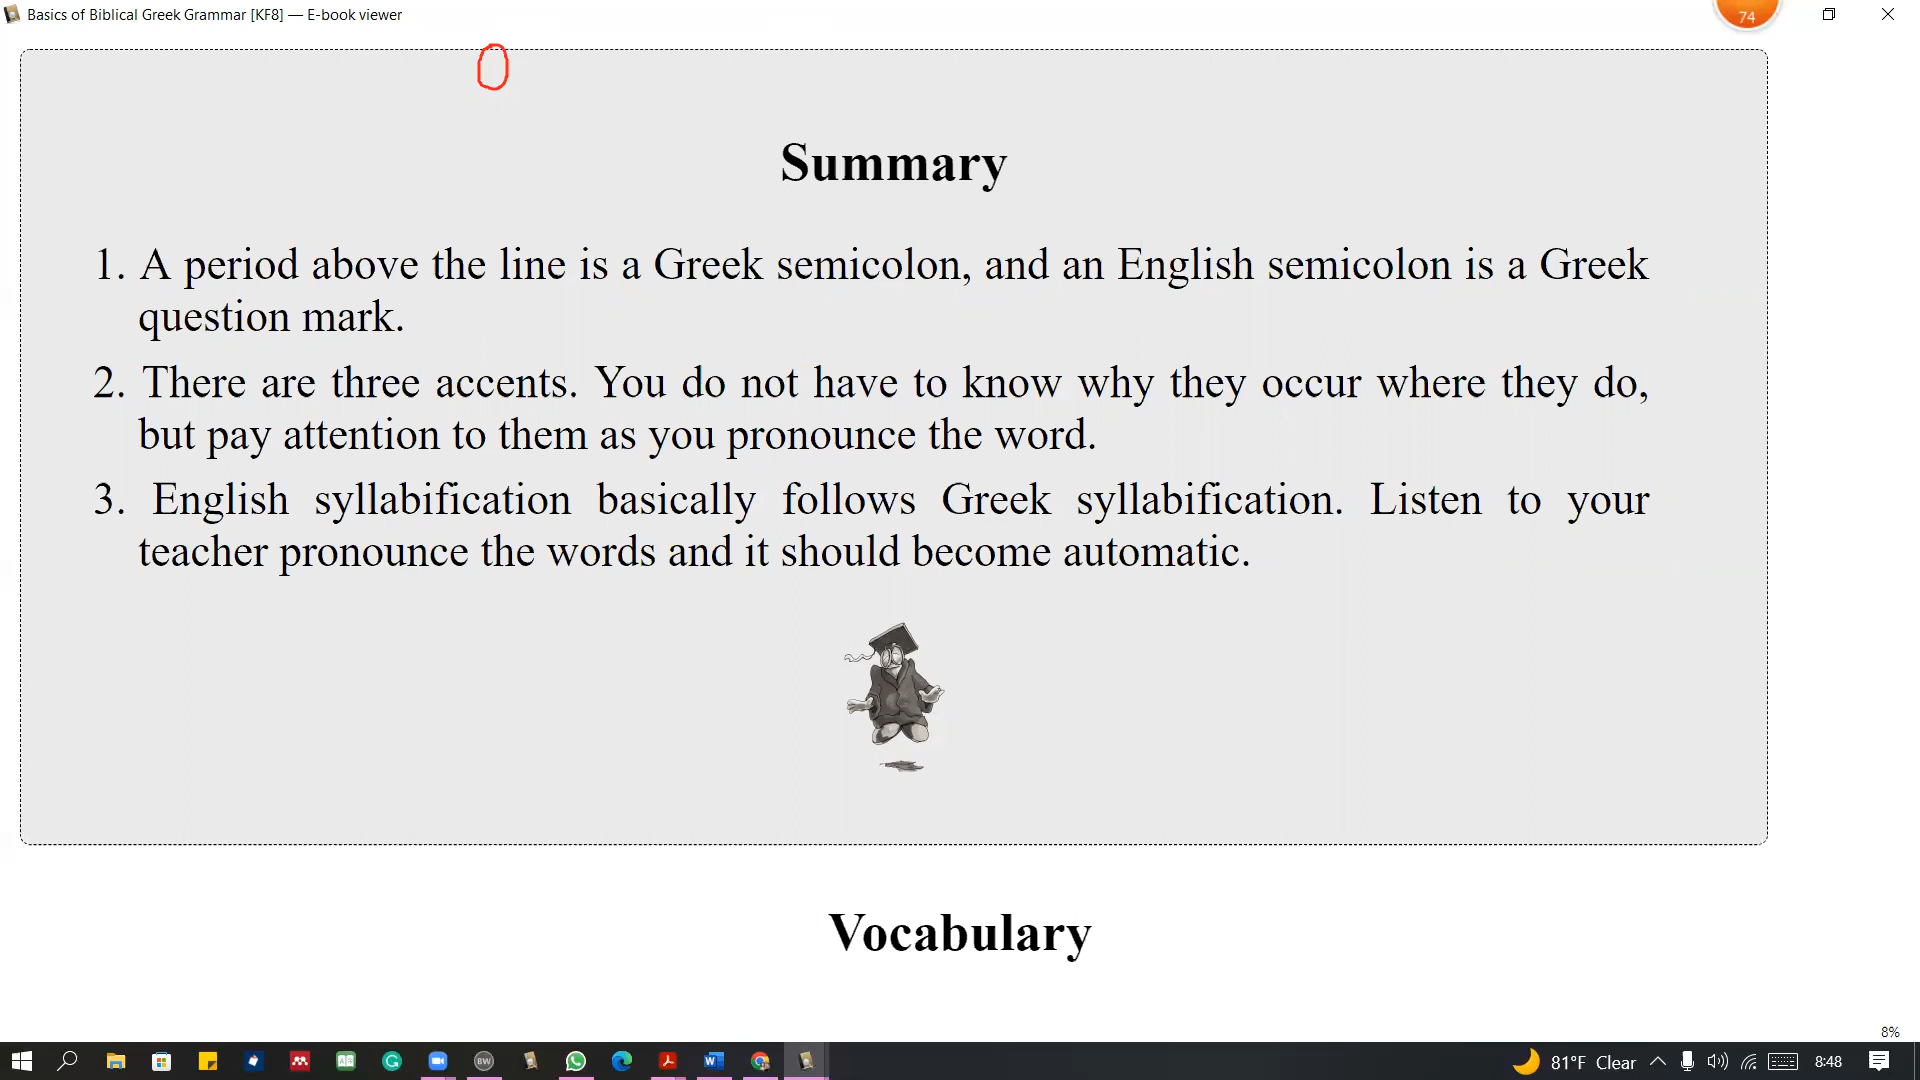 Basics of Biblical Greek Grammar [KF8] — E-book viewer
74
Summary
1. A period above the line is a Greek semicolon, and an English semicolon is a Greek
question mark.
2. There are three accents. You do not have to know why they occur where they do,
but pay attention to them as you pronounce the word.
3. English syllabification basically follows Greek syllabification. Listen to your
teacher pronounce the words and it should become automatic.
Vocabulary
8%
BW
81°F Clear
8:48